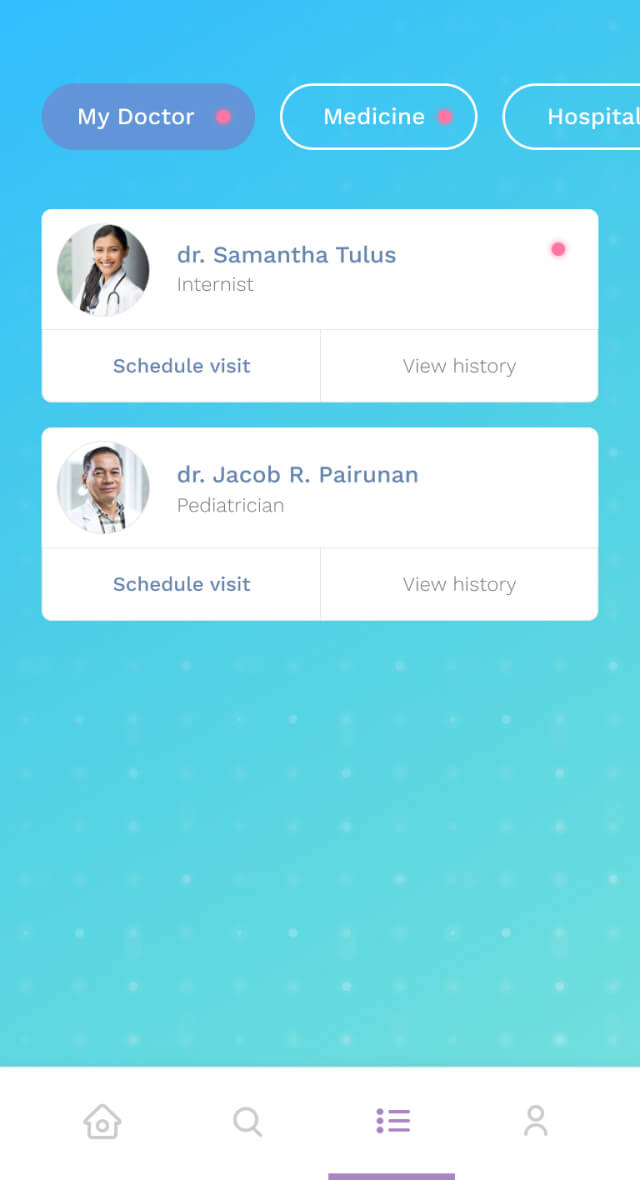 My Doctor
Medicine
Hospital
dr. Samantha Tulus
Internist
Schedule visit
View history
dr. Jacob R. Pairunan
Pediatrician
Schedule visit
View history